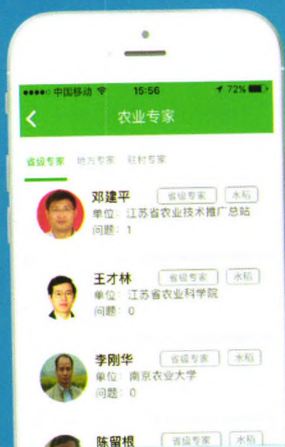 中国移动 15:56 72%
农业专家
省级专家 地方专家 驻村专家
邓建平 省级专家 水稻
单位：江苏省农业技术推广总站
问题：1
王才林 省级专家 水稻
单位：江苏省农业科学院
问题：0
李刚华 省级专家 水稻
单位：南京农业大学
问题：0
陈留根 省级专家 水稻